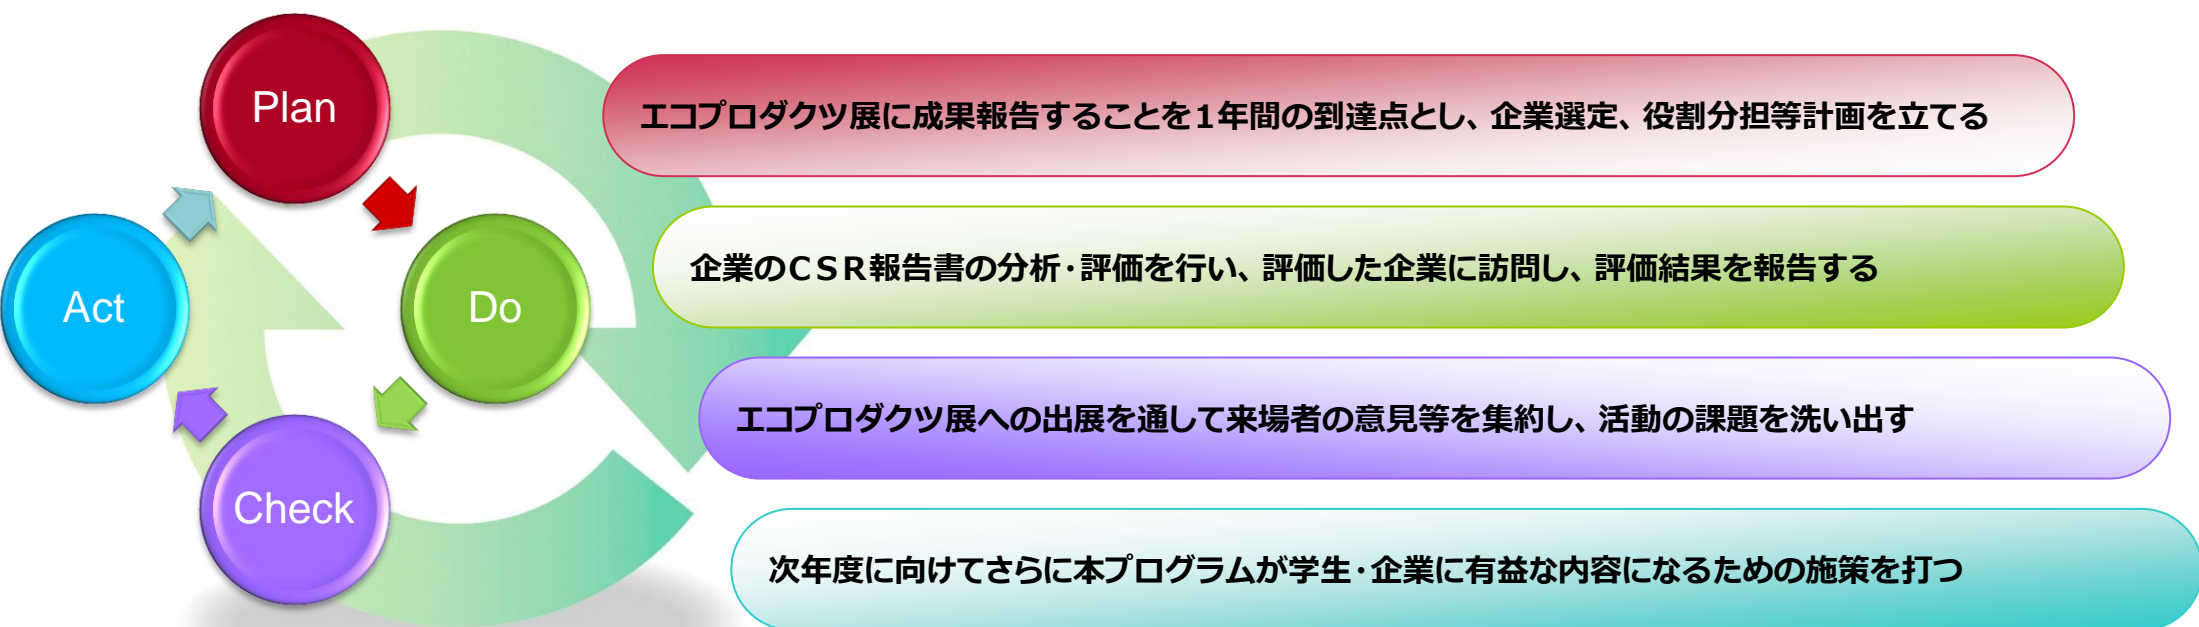 Plan
Do
Check
Act
エコプロダクツ展に成果報告することを1年間の到達点とし、企業選定、役割分担等計画を立てる
企業のCSR報告書の分析・評価を行い、評価した企業に訪問し、評価結果を報告する
エコプロダクツ展への出展を通して来場者の意見等を集約し、活動の課題を洗い出す
次年度に向けてさらに本プログラムが学生・企業に有益な内容になるための施策を打つ